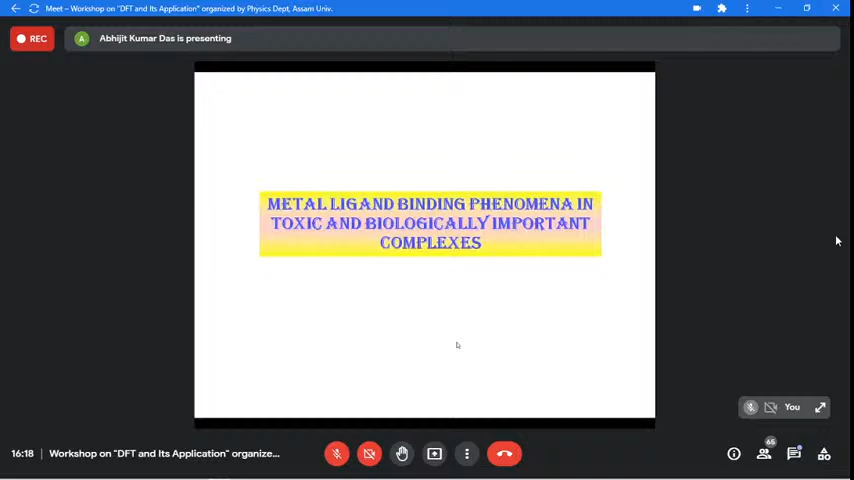 Meet – Workshop on "DFT and Its Application" organized by Physics Dept, Assam Univ.
REC
A
Abhijit Kumar Das is presenting
METAL LIGAND BINDING PHENOMENA IN
TOXIC AND BIOLOGICALLY IMPORTANT
COMPLEXES
You
65
16:18
Workshop on "DFT and Its Application" organize...